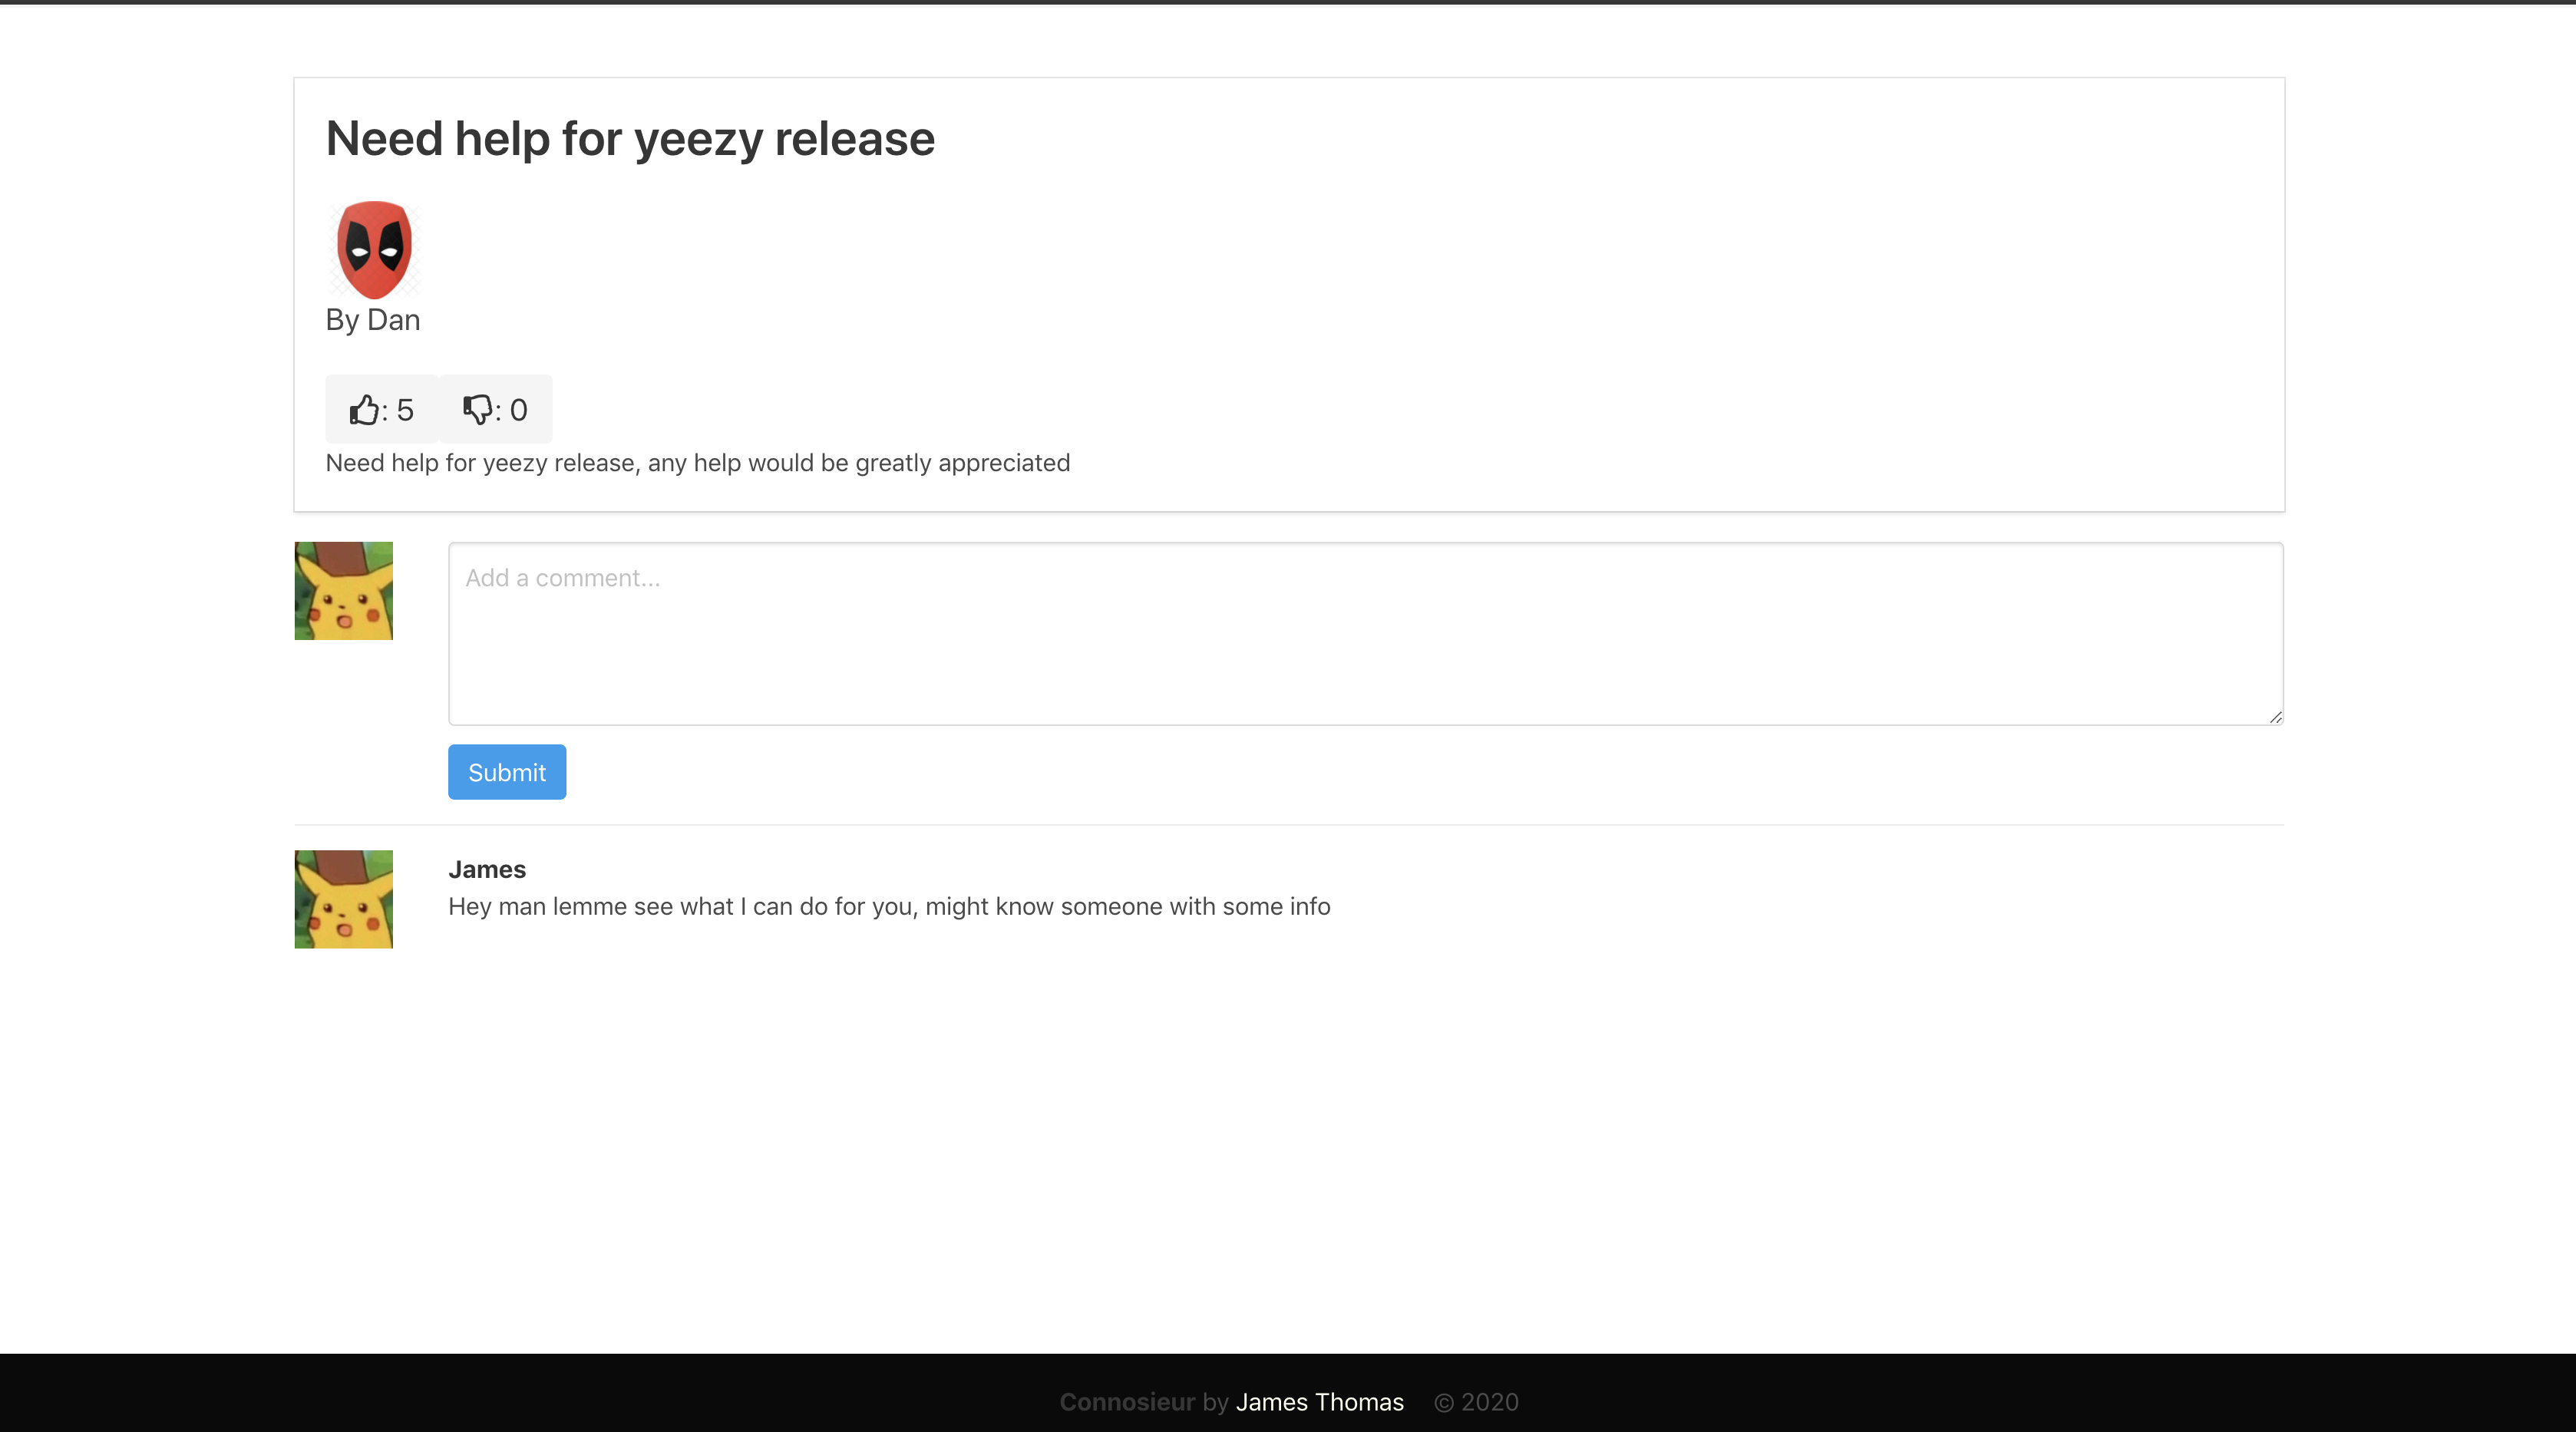 Need help for yeezy release
By Dan
: 5 : 0
Need help for yeezy release, any help would be greatly appreciated
Add a comment...
Submit
James
Hey man lemme see what I can do for you, might know someone with some info
Connosieur by James Thomas © 2020